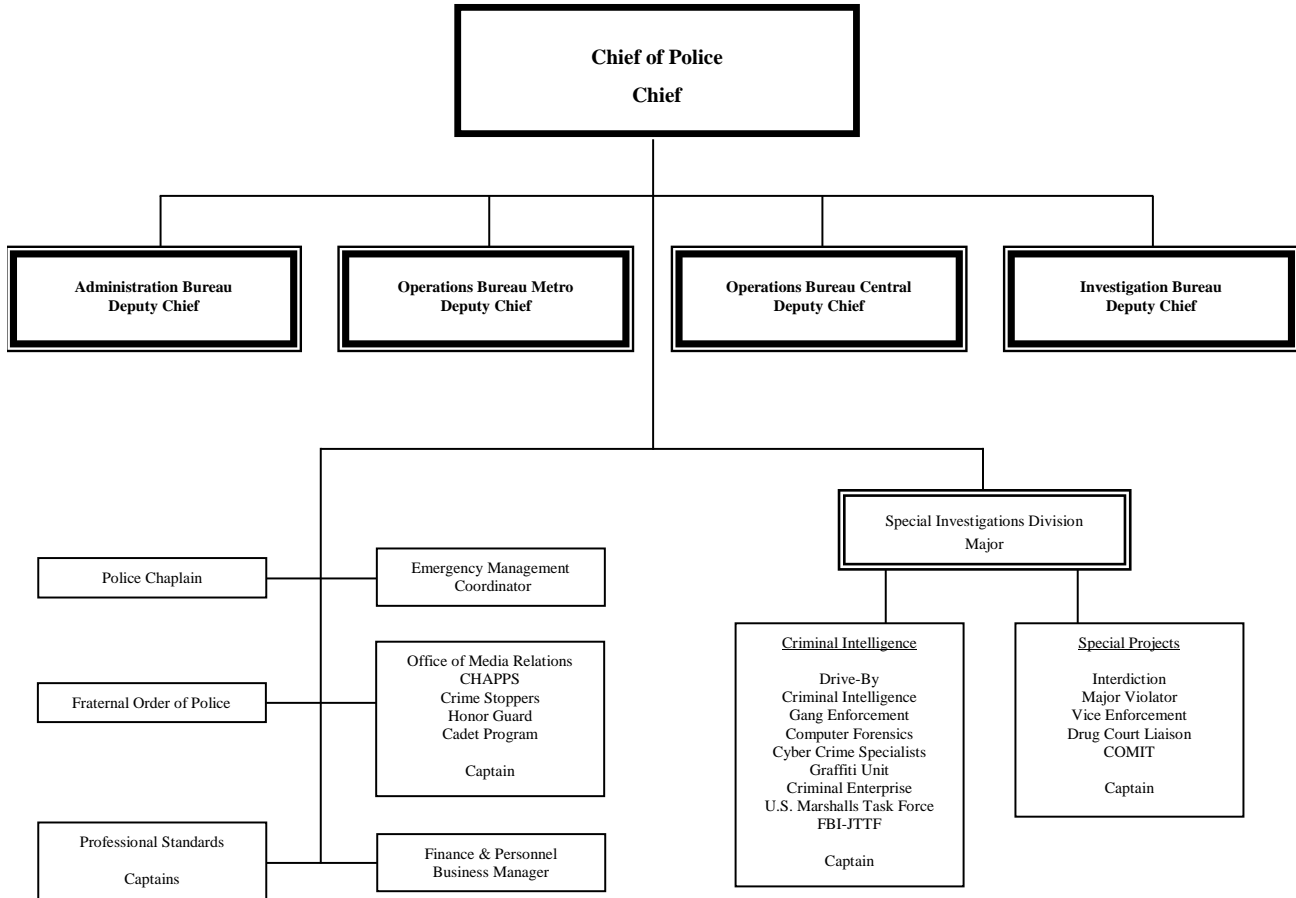 Chief of Police
Chief
Administration Bureau
Deputy Chief
Operations Bureau Metro
Deputy Chief
Operations Bureau Central
Deputy Chief
Investigation Bureau
Deputy Chief
Special Investigations Division
Major
Police Chaplain
Emergency Management
Coordinator
Fraternal Order of Police
Office of Media Relations
CHAPPS
Crime Stoppers
Honor Guard
Cadet Program
Captain
Professional Standards
Captains
Finance & Personnel
Business Manager
Criminal Intelligence
Drive-By
Criminal Intelligence
Gang Enforcement
Computer Forensics
Cyber Crime Specialists
Graffiti Unit
Criminal Enterprise
U.S. Marshalls Task Force
FBI-JTTF
Captain
Special Projects
Interdiction
Major Violator
Vice Enforcement
Drug Court Liaison
COMIT
Captain